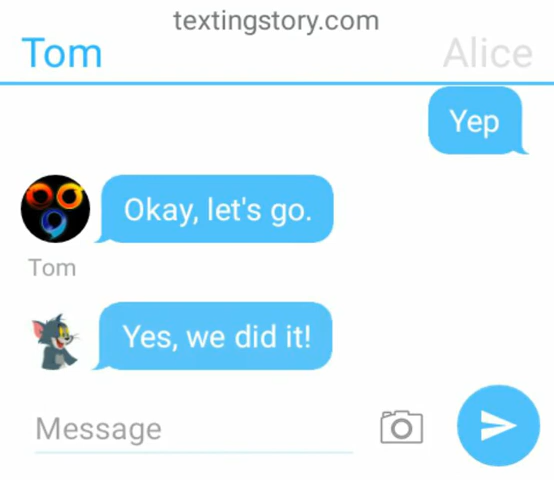 textingstory.com
Tom Alice
Yep
Okay, let's go.
Tom
Yes, we did it!
Message